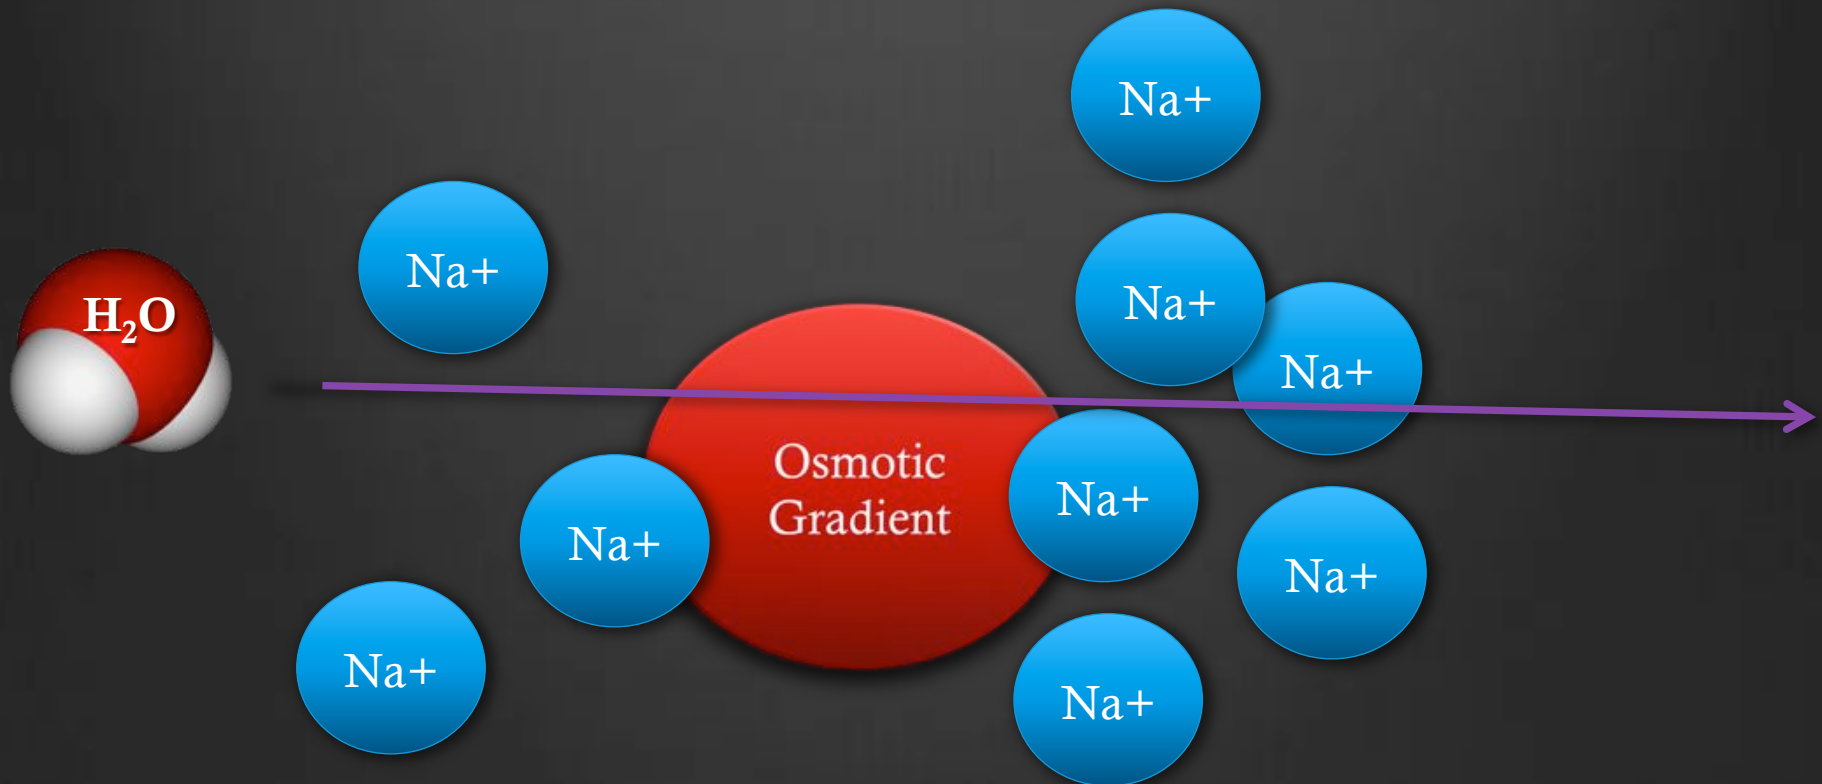 Na+
Na+
H₂O
Na+
Na+
Osmotic
Gradient
Na+
Na+
Na+
Na+
Na+